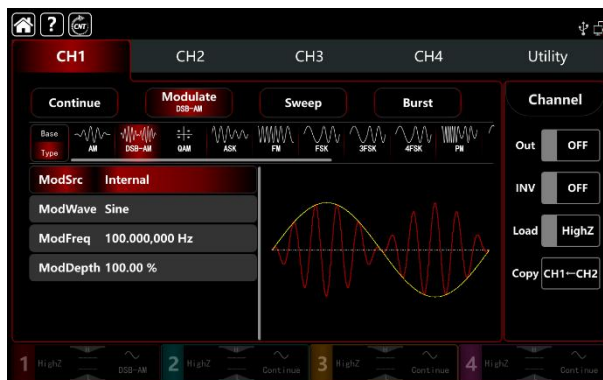 ? CNT
CH1 CH2 CH3 CH4 Utility
Continue Modulate Sweep Burst Channel
DSB-AM
Base
Type AM DSB-AM QAM ASK FM FSK 3FSK 4FSK PM
Out OFF
ModSrc Internal
INV OFF
ModWave Sine
Load HighZ
ModFreq 100.000,000 Hz
ModDepth 100.00 %
Copy CH1←CH2
1 HighZ DSB-AM 2 HighZ Continue 3 HighZ Continue 4 HighZ Continue